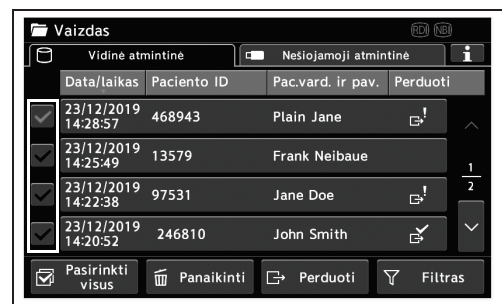 Vaizdas
RDI NBI
Vidinė atmintinė
Nešiojamoji atmintinė
i
Data/laikas Paciento ID Pac.vard. ir pav. Perduoti
23/12/2019
14:28:57
468943 Plain Jane
23/12/2019
14:25:49
13579 Frank Neibaue
23/12/2019
14:22:38
97531 Jane Doe
23/12/2019
14:20:52
246810 John Smith
1
2
Pasirinkti
visus
Panaikinti
Perduoti
Filtras